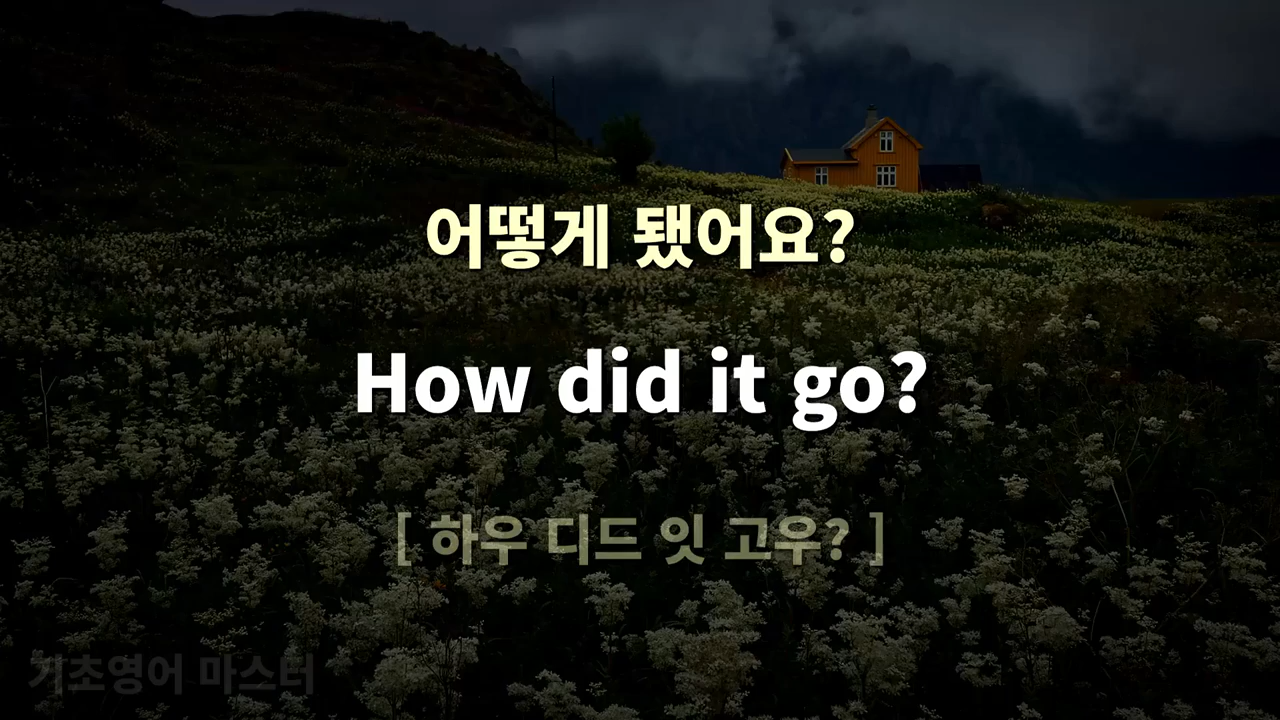 어떻게 됐어요?
How did it go?
[ 하우 디드 잇 고우? ]
기초영어 마스터